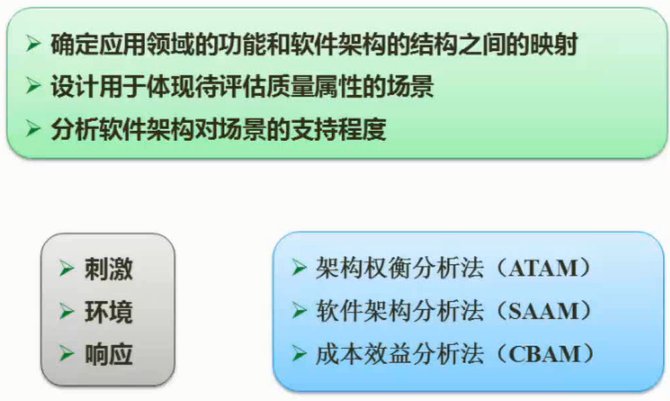 确定应用领域的功能和软件架构的结构之间的映射
设计用于体现待评估质量属性的场景
分析软件架构对场景的支持程度
刺激
环境
响应
架构权衡分析法（ATAM）
软件架构分析法（SAAM）
成本效益分析法（CBAM）